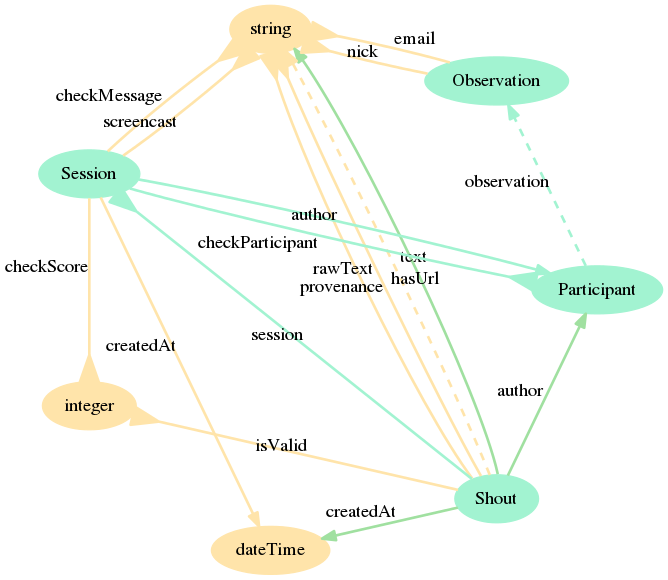 string
email
nick
Observation
checkMessage
screencast
Session
observation
author
checkParticipant
text
rawText
hasUrl
provenance
checkScore
Participant
session
createdAt
author
integer
isValid
Shout
createdAt
dateTime